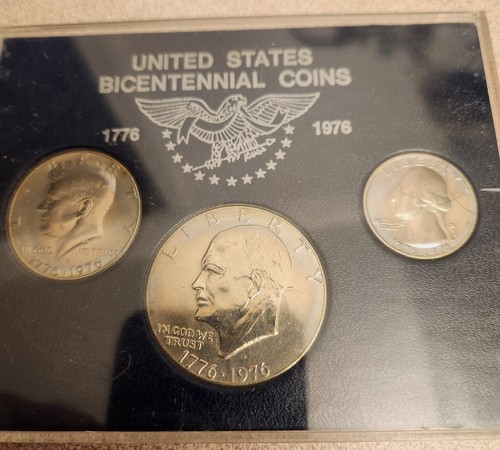 UNITED STATES
BICENTENNIAL COINS
1776 1976
LIBERTY
IN GOD WE TRUST
1776·1976
LIBERTY
IN GOD WE
TRUST
1776·1976
LIBERTY